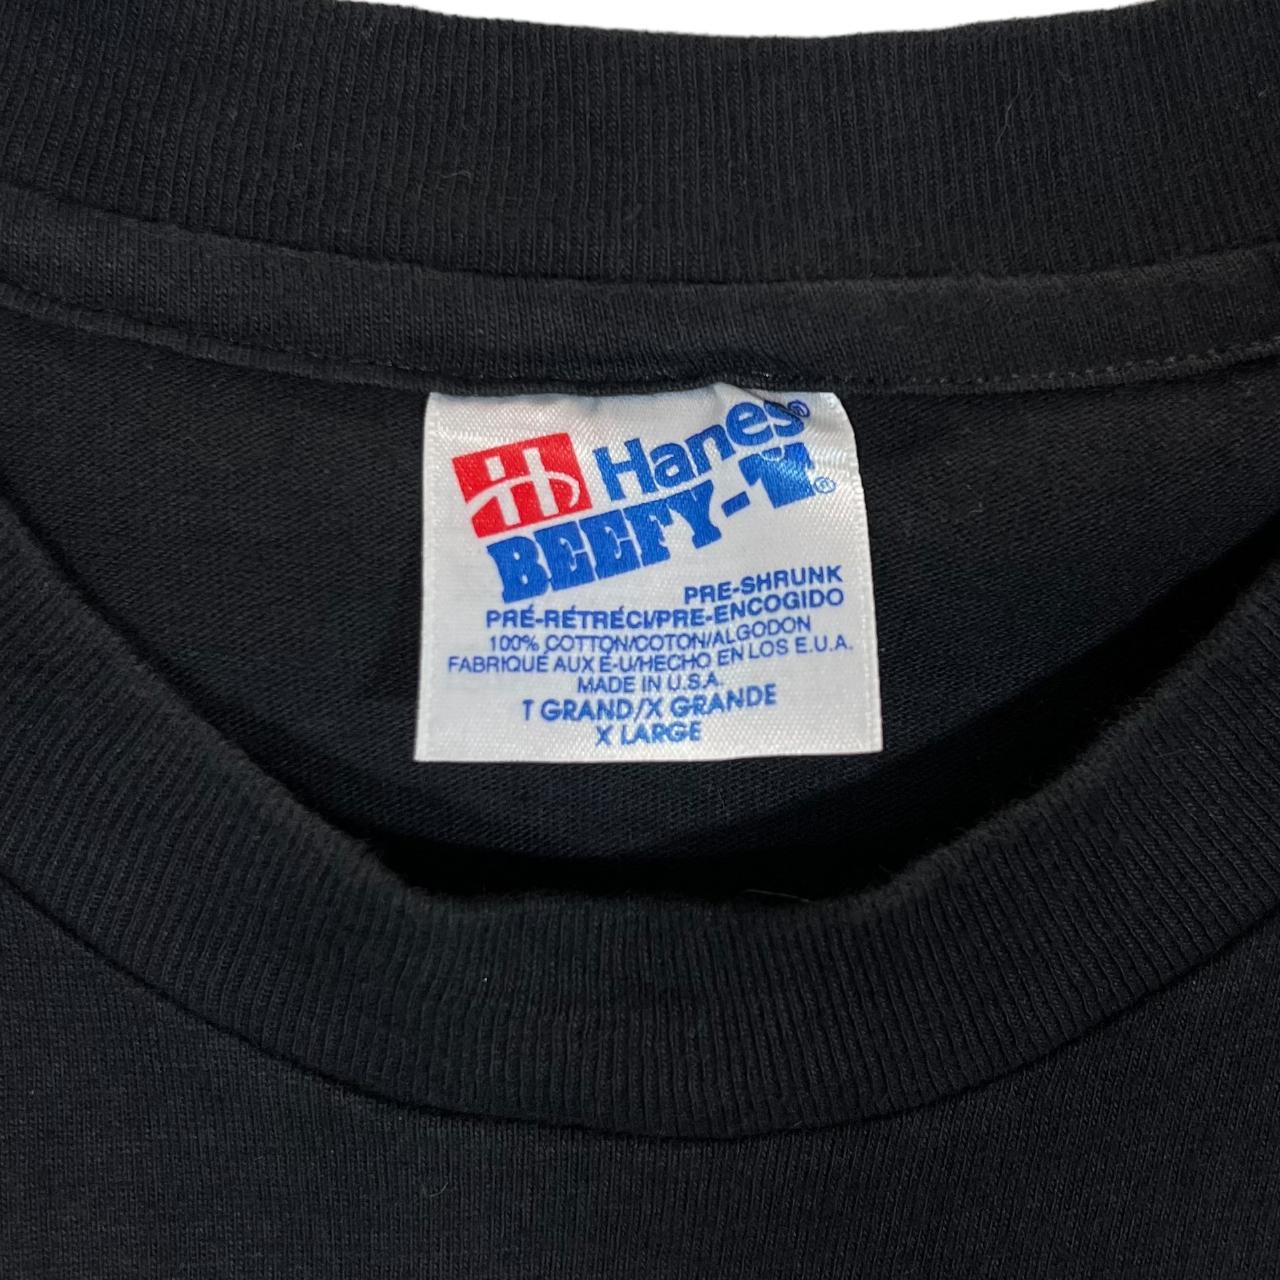 H Hanes®
BEEFY-T®
PRE-SHRUNK
PRÉ-RÉTRÉCI/PRE-ENCOGIDO
100% COTTON/COTON/ALGODON
FABRIQUÉ AUX É-U/HECHO EN LOS E.U.A.
MADE IN U.S.A.
T GRAND/X GRANDE
X LARGE